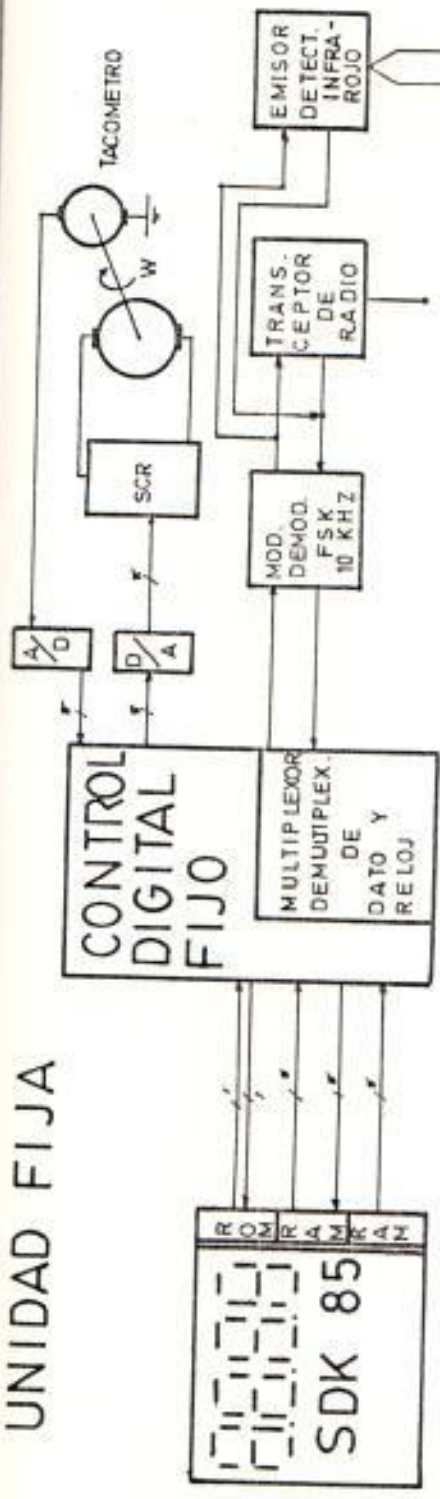 UNIDAD FIJA
SDK 85
ROM
RAM
RAM
CONTROL
DIGITAL
FIJO
MULTIPLEXOR
DEMULTIPLEX.
DE
DATO Y
RELOJ
A/D
D/A
SCR
W
TACOMETRO
MOD.
DEMOD.
FSK
10 KHZ
TRANS.
CEPTOR
DE
RADIO
EMISOR
DETECT.
INFRA-
ROJO